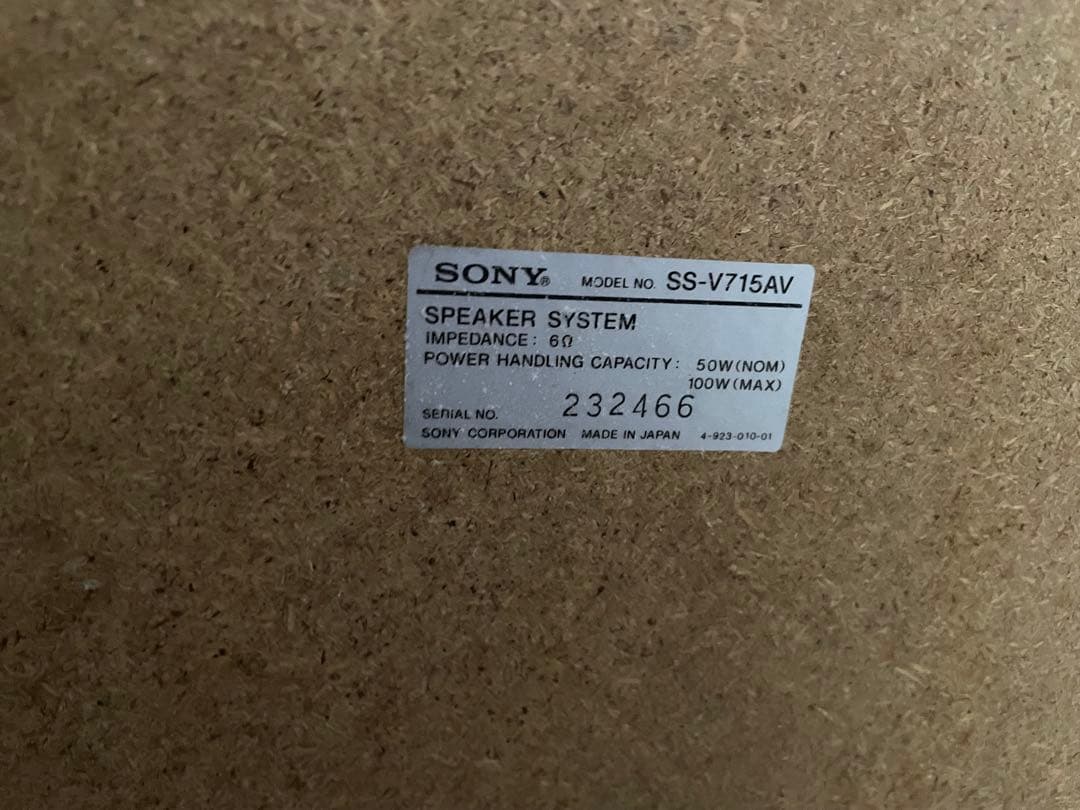 SONY® MODEL NO. SS-V715AV
SPEAKER SYSTEM
IMPEDANCE: 6Ω
POWER HANDLING CAPACITY: 50W(NOM)
100W(MAX)
SERIAL NO. 232466
SONY CORPORATION MADE IN JAPAN 4-923-010-01